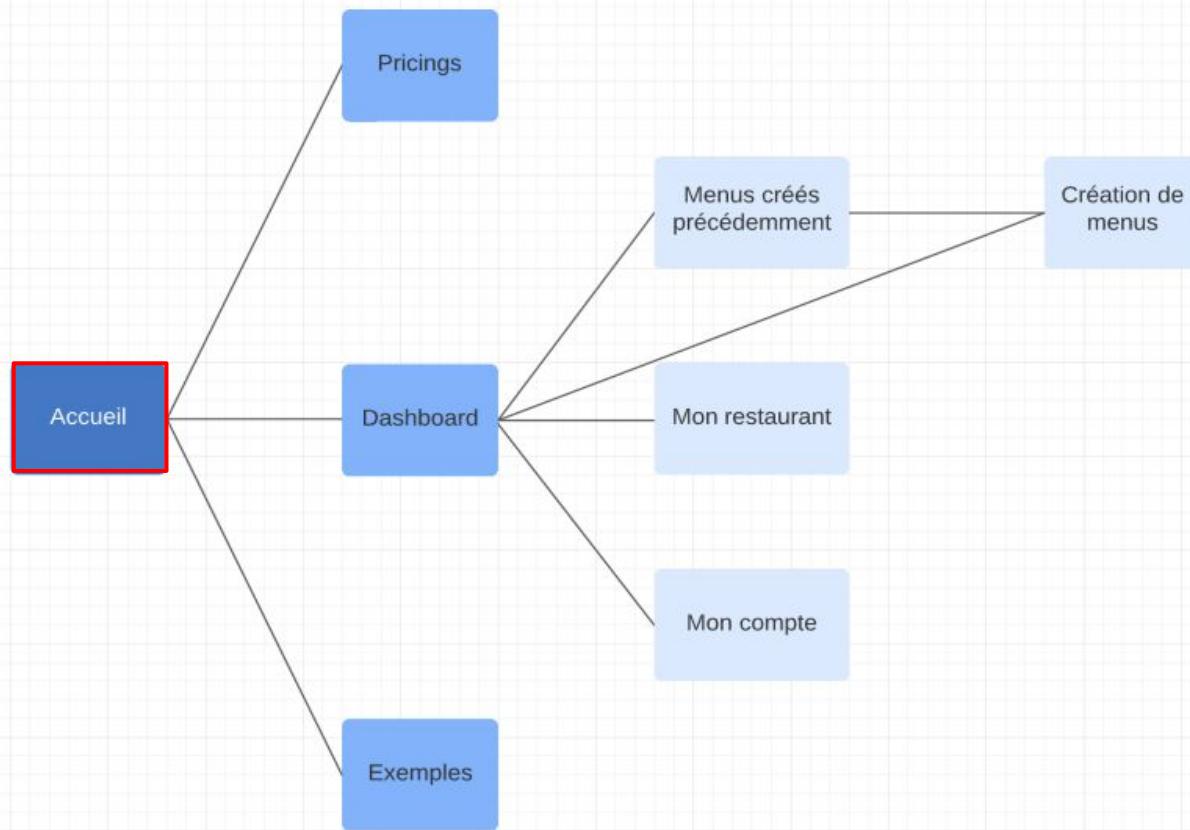 Pricings
Menus créés
précédemment
Création de
menus
Accueil
Dashboard
Mon restaurant
Mon compte
Exemples